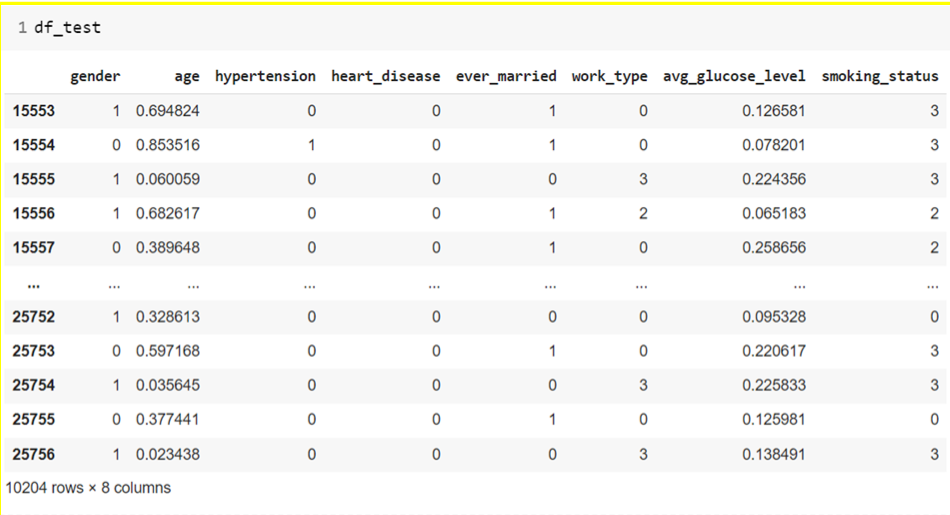 1 df_test
gender age hypertension heart_disease ever_married work_type avg_glucose_level smoking_status
15553 1 0.694824 0 0 1 0 0.126581 3
15554 0 0.853516 1 0 1 0 0.078201 3
15555 1 0.060059 0 0 0 3 0.224356 3
15556 1 0.682617 0 0 1 2 0.065183 2
15557 0 0.389648 0 0 1 0 0.258656 2
... ... ... ... ... ... ... ... ...
25752 1 0.328613 0 0 0 0 0.095328 0
25753 0 0.597168 0 0 1 0 0.220617 3
25754 1 0.035645 0 0 0 3 0.225833 3
25755 0 0.377441 0 0 1 0 0.125981 0
25756 1 0.023438 0 0 0 3 0.138491 3
10204 rows × 8 columns